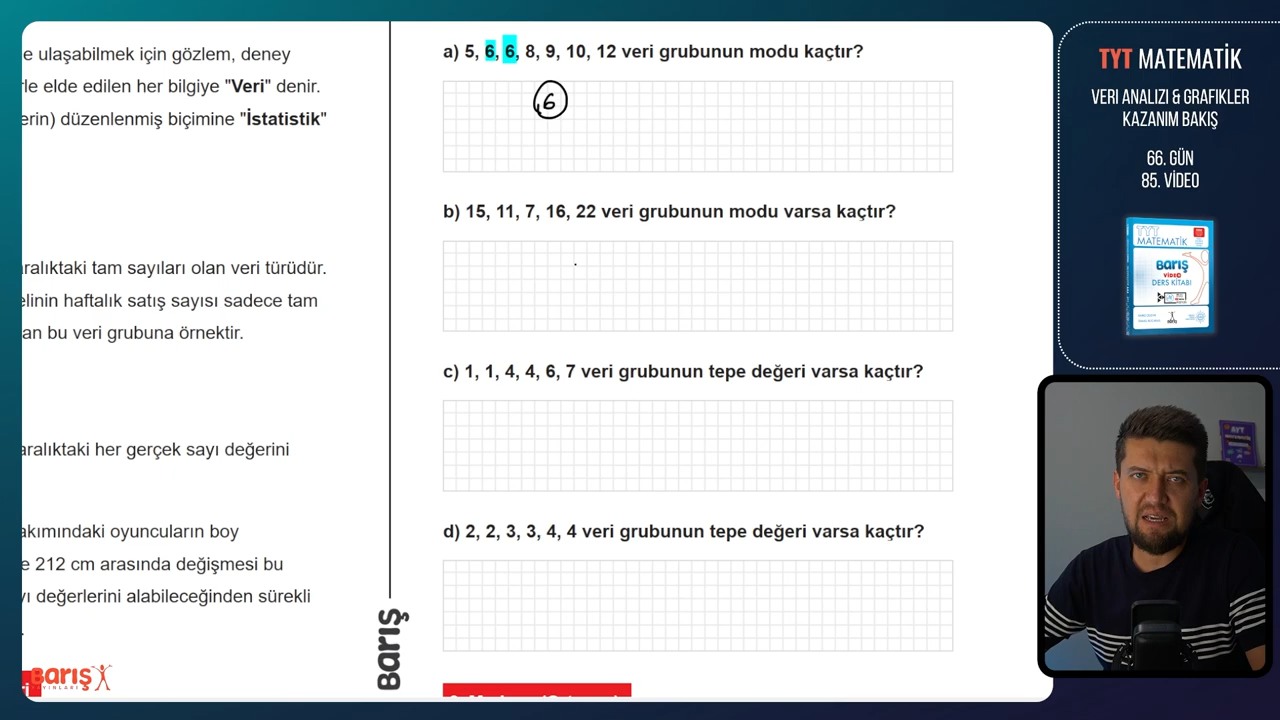 e ulaşabilmek için gözlem, deney
rle elde edilen her bilgiye "Veri" denir.
erin) düzenlenmiş biçimine "İstatistik"
aralıktaki tam sayıları olan veri türüdür.
elinin haftalık satış sayısı sadece tam
an bu veri grubuna örnektir.
aralıktaki her gerçek sayı değerini
akımındaki oyuncuların boy
e 212 cm arasında değişmesi bu
yı değerlerini alabileceğinden sürekli
BARIŞ
YINLARI
BARIŞ
a) 5, 6, 6, 8, 9, 10, 12 veri grubunun modu kaçtır?
6
b) 15, 11, 7, 16, 22 veri grubunun modu varsa kaçtır?
c) 1, 1, 4, 4, 6, 7 veri grubunun tepe değeri varsa kaçtır?
d) 2, 2, 3, 3, 4, 4 veri grubunun tepe değeri varsa kaçtır?
TYT MATEMATİK
VERI ANALIZI & GRAFIKLER
KAZANIM BAKIŞ
66. GÜN
85. VİDEO
TYT
MATEMATİK
BARIŞ
VİDEO
DERS KİTABI